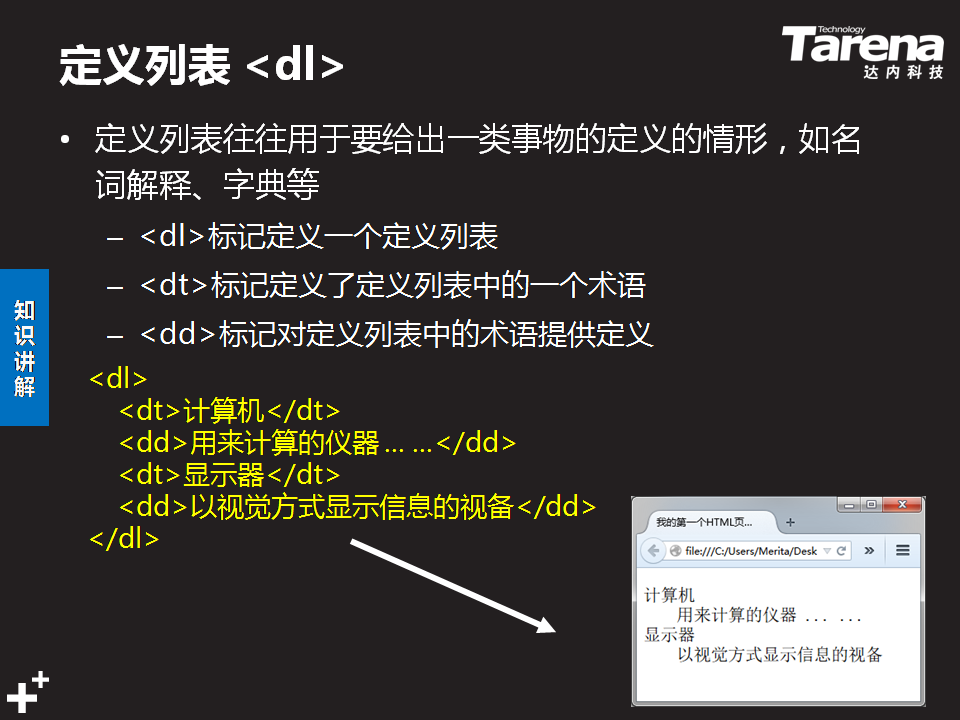 定义列表 <dl>
Technology
Tarena
达内科技
• 定义列表往往用于要给出一类事物的定义的情形，如名
词解释、字典等
– <dl>标记定义一个定义列表
– <dt>标记定义了定义列表中的一个术语
– <dd>标记对定义列表中的术语提供定义
知识讲解
<dl>
<dt>计算机</dt>
<dd>用来计算的仪器 ... ...</dd>
<dt>显示器</dt>
<dd>以视觉方式显示信息的视备</dd>
</dl>
我的第一个HTML页...
file:///C:/Users/Merita/Desk
计算机
用来计算的仪器 ... ...
显示器
以视觉方式显示信息的视备